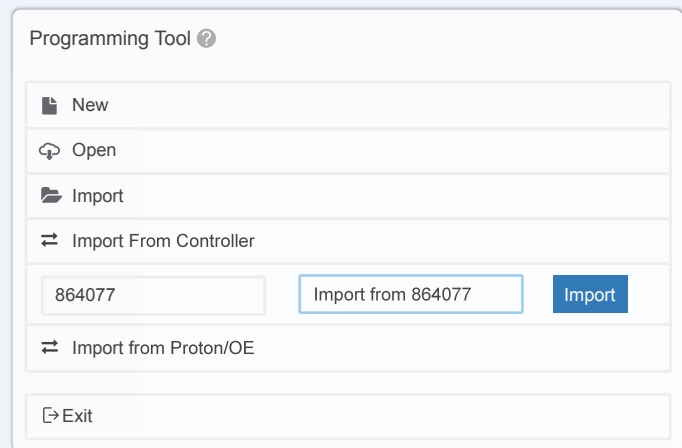 Programming Tool ?
New
Open
Import
Import From Controller
864077 Import from 864077 Import
Import from Proton/OE
Exit